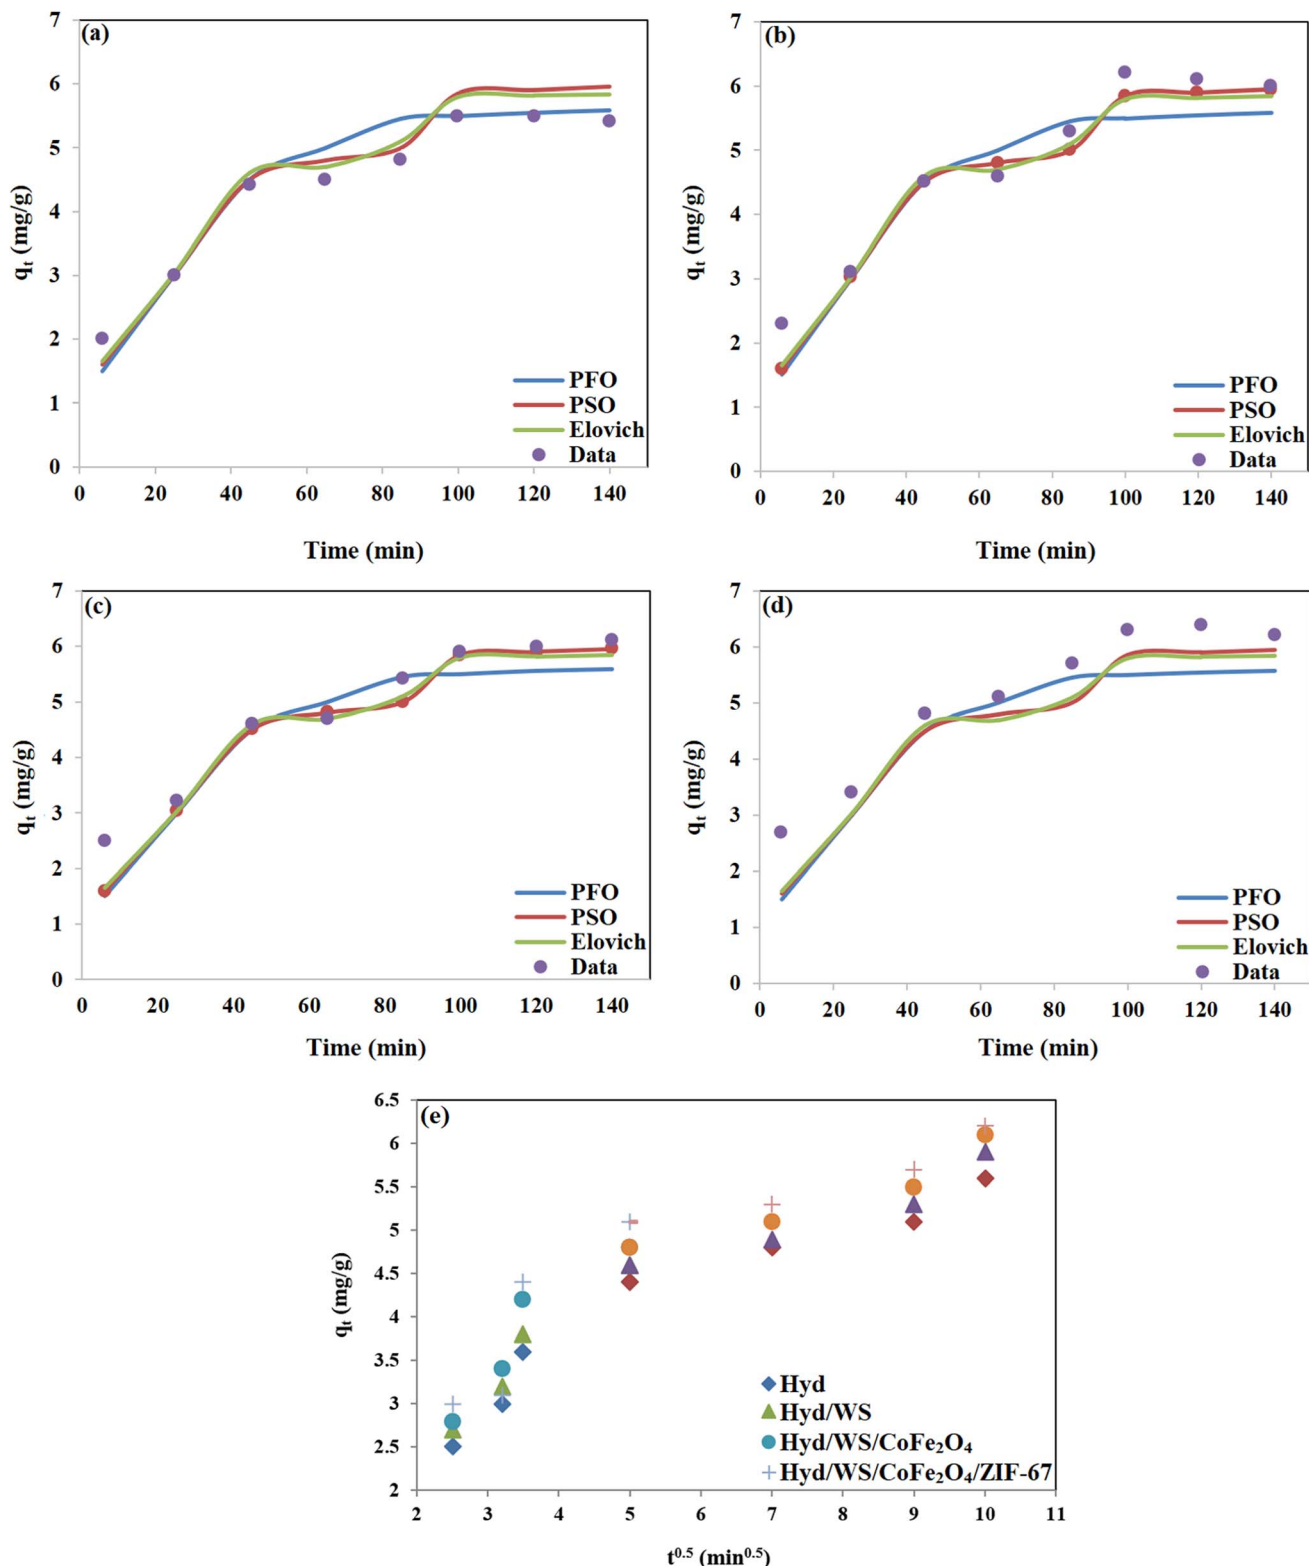 (a)
7
6
5
4
3
2
1
0
q_t (mg/g)
PFO
PSO
Elovich
Data
0 20 40 60 80 100 120 140
Time (min)
(b)
7
6
5
4
3
2
1
0
q_t (mg/g)
PFO
PSO
Elovich
Data
0 20 40 60 80 100 120 140
Time (min)
(c)
7
6
5
4
3
2
1
0
q_t (mg/g)
PFO
PSO
Elovich
Data
0 20 40 60 80 100 120 140
Time (min)
(d)
7
6
5
4
3
2
1
0
q_t (mg/g)
PFO
PSO
Elovich
Data
0 20 40 60 80 100 120 140
Time (min)
(e)
6.5
6
5.5
5
4.5
4
3.5
3
2.5
2
q_t (mg/g)
Hyd
Hyd/WS
Hyd/WS/CoFe₂O₄
Hyd/WS/CoFe₂O₄/ZIF-67
2 3 4 5 6 7 8 9 10 11
t⁰·⁵ (min⁰·⁵)